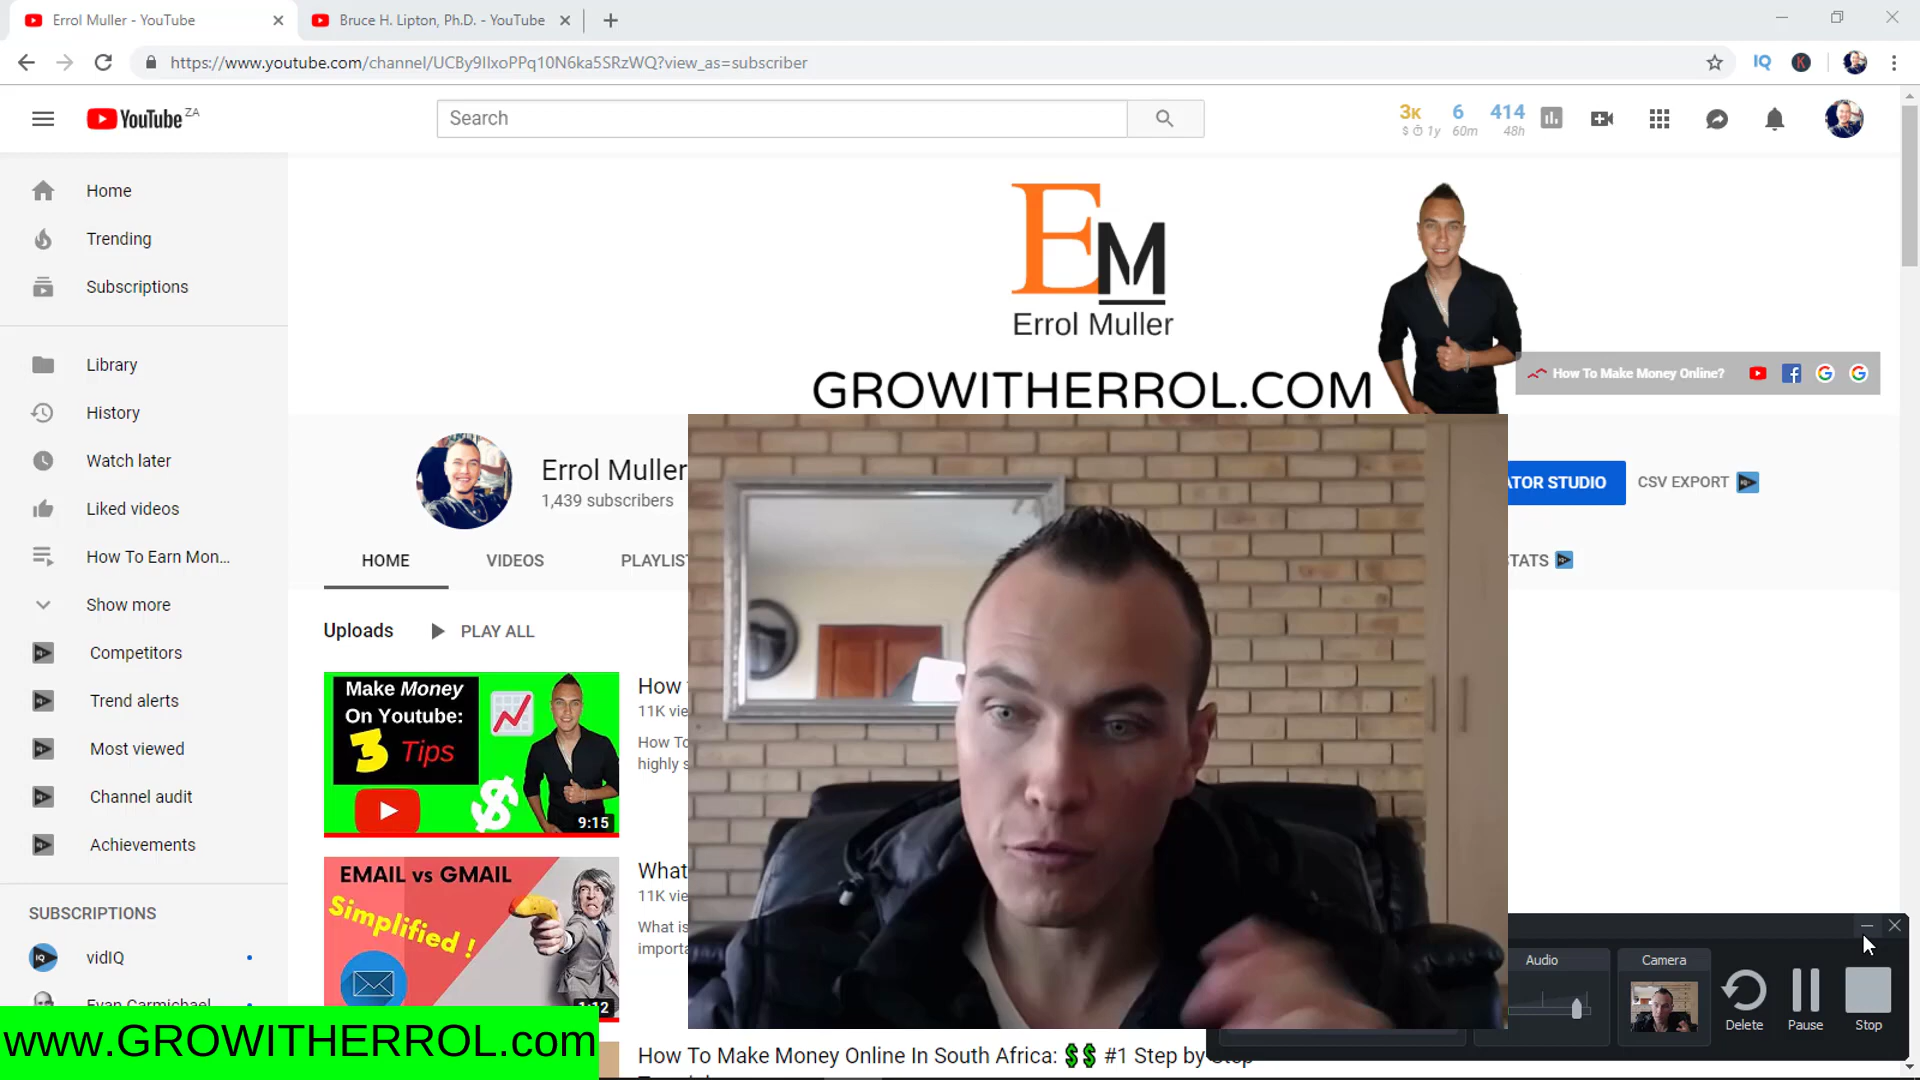 Errol Muller - YouTube
Bruce H. Lipton, Ph.D. - YouTube
https://www.youtube.com/channel/UCBy9IlxoPPq10N6ka5SRzWQ?view_as=subscriber
IQ
K
YouTube ZA
Search
3K
$ 1y
6
60m
414
48h
Home
Trending
Subscriptions
Library
History
Watch later
Liked videos
How To Earn Mon...
Show more
Competitors
Trend alerts
Most viewed
Channel audit
Achievements
SUBSCRIPTIONS
vidIQ
Evan Carmichael
EM
Errol Muller
GROWITHERROL.COM
How To Make Money Online?
Errol Muller
1,439 subscribers
ATOR STUDIO
CSV EXPORT
HOME
VIDEOS
PLAYLIS
STATS
Uploads
PLAY ALL
Make Money
On Youtube:
3 Tips
$
9:15
How
11K vie
How To
highly s
EMAIL vs GMAIL
Simplified !
What
11K vie
What is
importa
How To Make Money Online In South Africa: $$ #1 Step by Step
www.GROWITHERROL.com
Audio
Camera
Delete
Pause
Stop